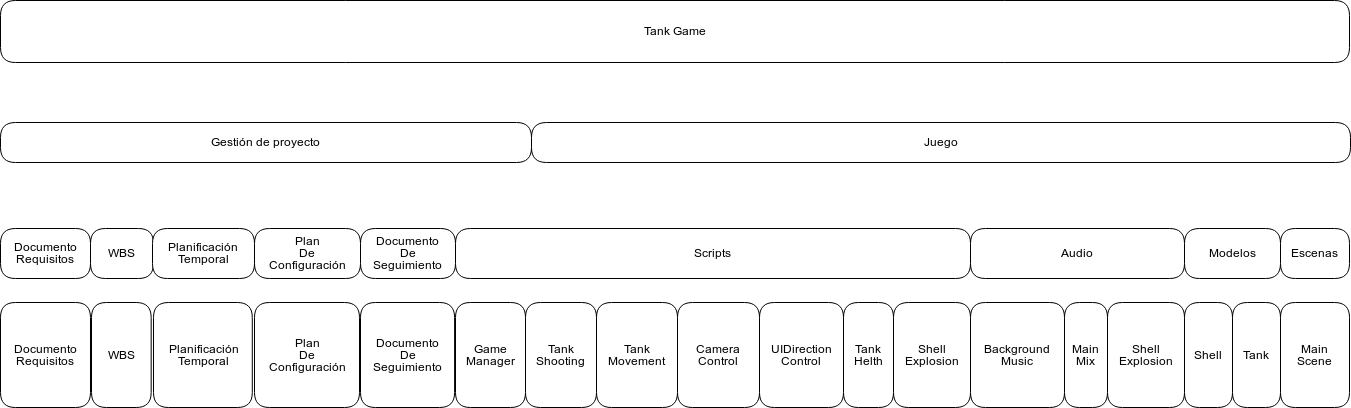 Tank Game
Gestión de proyecto
Juego
Documento
Requisitos
WBS
Planificación
Temporal
Plan
De
Configuración
Documento
De
Seguimiento
Scripts
Audio
Modelos
Escenas
Documento
Requisitos
WBS
Planificación
Temporal
Plan
De
Configuración
Documento
De
Seguimiento
Game
Manager
Tank
Shooting
Tank
Movement
Camera
Control
UIDirection
Control
Tank
Helth
Shell
Explosion
Background
Music
Main
Mix
Shell
Explosion
Shell
Tank
Main
Scene